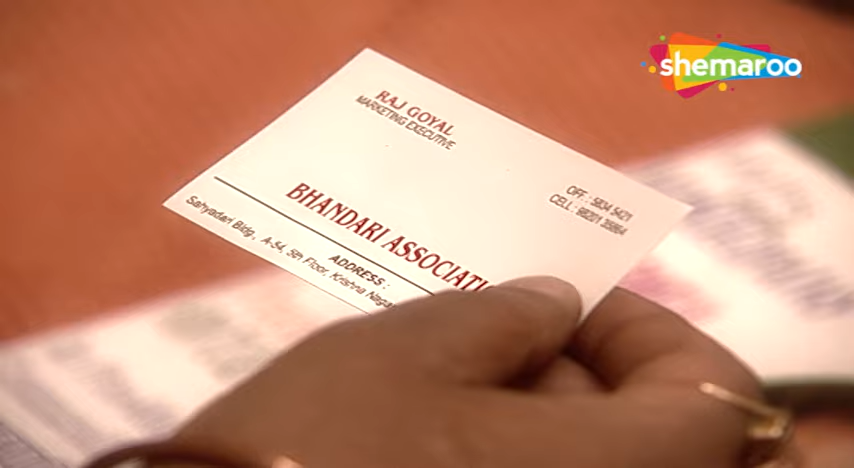 shemaroo
RAJ GOYAL
MARKETING EXECUTIVE
OFF. : 5834 5421
CELL : 98201
BHANDARI ASSOCIATI
ADDRESS :
Sahyadari Bldg., A-54, 5th Floor, Krishna Nagar